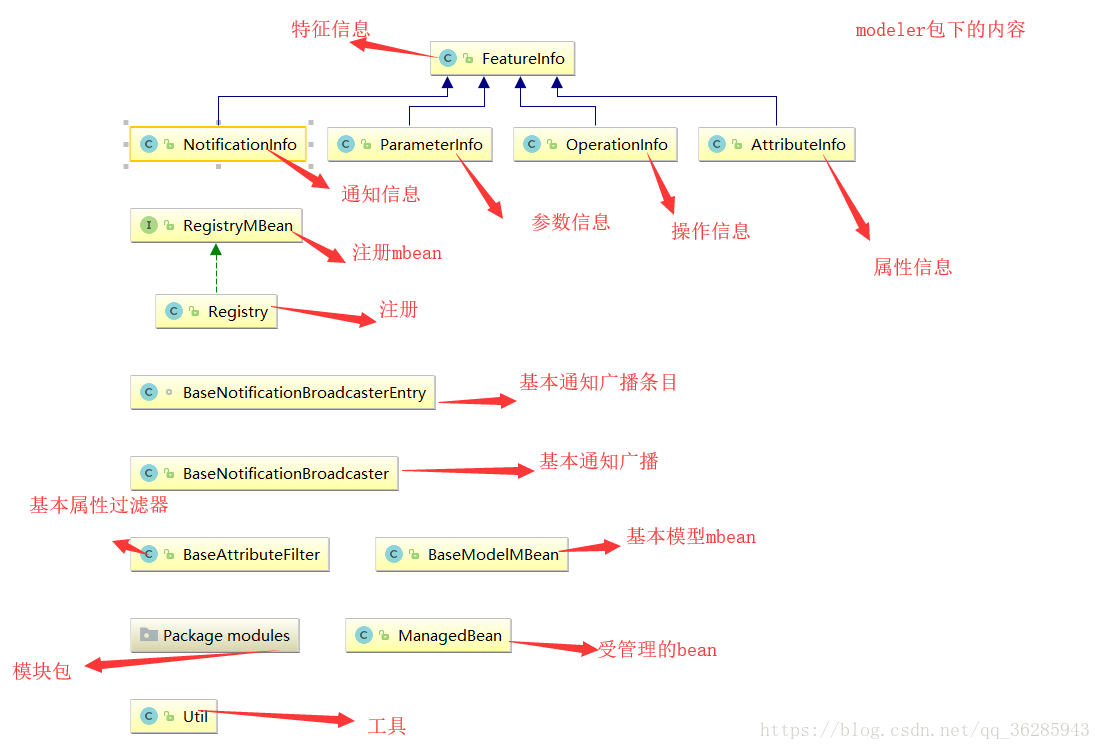 特征信息
modeler包下的内容
FeatureInfo
NotificationInfo
ParameterInfo
OperationInfo
AttributeInfo
通知信息
参数信息
操作信息
属性信息
RegistryMBean
注册mbean
Registry
注册
BaseNotificationBroadcasterEntry
基本通知广播条目
BaseNotificationBroadcaster
基本通知广播
基本属性过滤器
BaseAttributeFilter
BaseModelMBean
基本模型mbean
Package modules
ManagedBean
受管理的bean
模块包
Util
工具
https://blog.csdn.net/qq_36285943